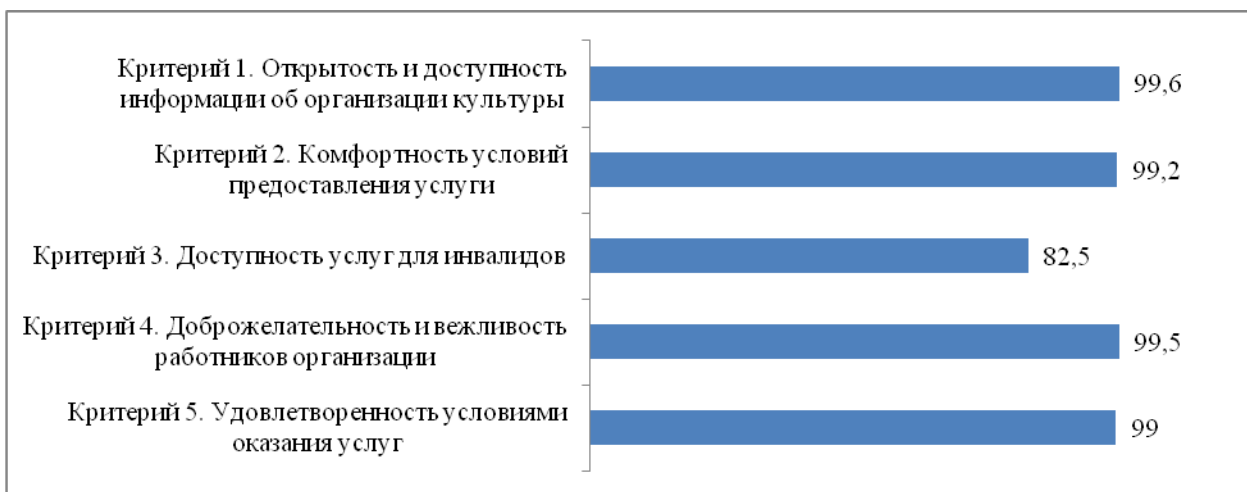 Критерий 1. Открытость и доступность
информации об организации культуры
99,6
Критерий 2. Комфортность условий
предоставления услуги
99,2
Критерий 3. Доступность услуг для инвалидов
82,5
Критерий 4. Доброжелательность и вежливость
работников организации
99,5
Критерий 5. Удовлетворенность условиями
оказания услуг
99